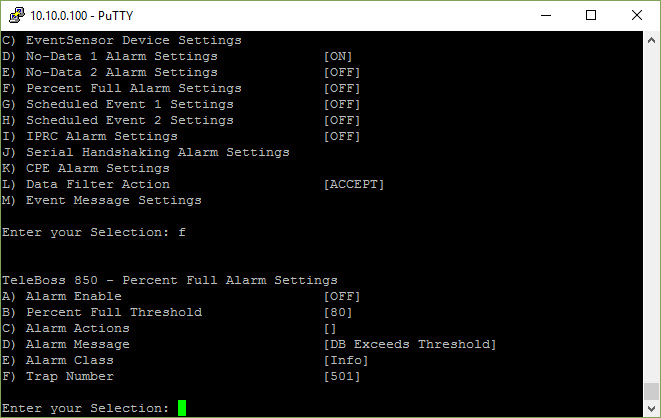 10.10.0.100 - PuTTY
C) EventSensor Device Settings
D) No-Data 1 Alarm Settings [ON]
E) No-Data 2 Alarm Settings [OFF]
F) Percent Full Alarm Settings [OFF]
G) Scheduled Event 1 Settings [OFF]
H) Scheduled Event 2 Settings [OFF]
I) IPRC Alarm Settings [OFF]
J) Serial Handshaking Alarm Settings
K) CPE Alarm Settings
L) Data Filter Action [ACCEPT]
M) Event Message Settings
Enter your Selection: f
TeleBoss 850 - Percent Full Alarm Settings
A) Alarm Enable [OFF]
B) Percent Full Threshold [80]
C) Alarm Actions []
D) Alarm Message [DB Exceeds Threshold]
E) Alarm Class [Info]
F) Trap Number [501]
Enter your Selection: